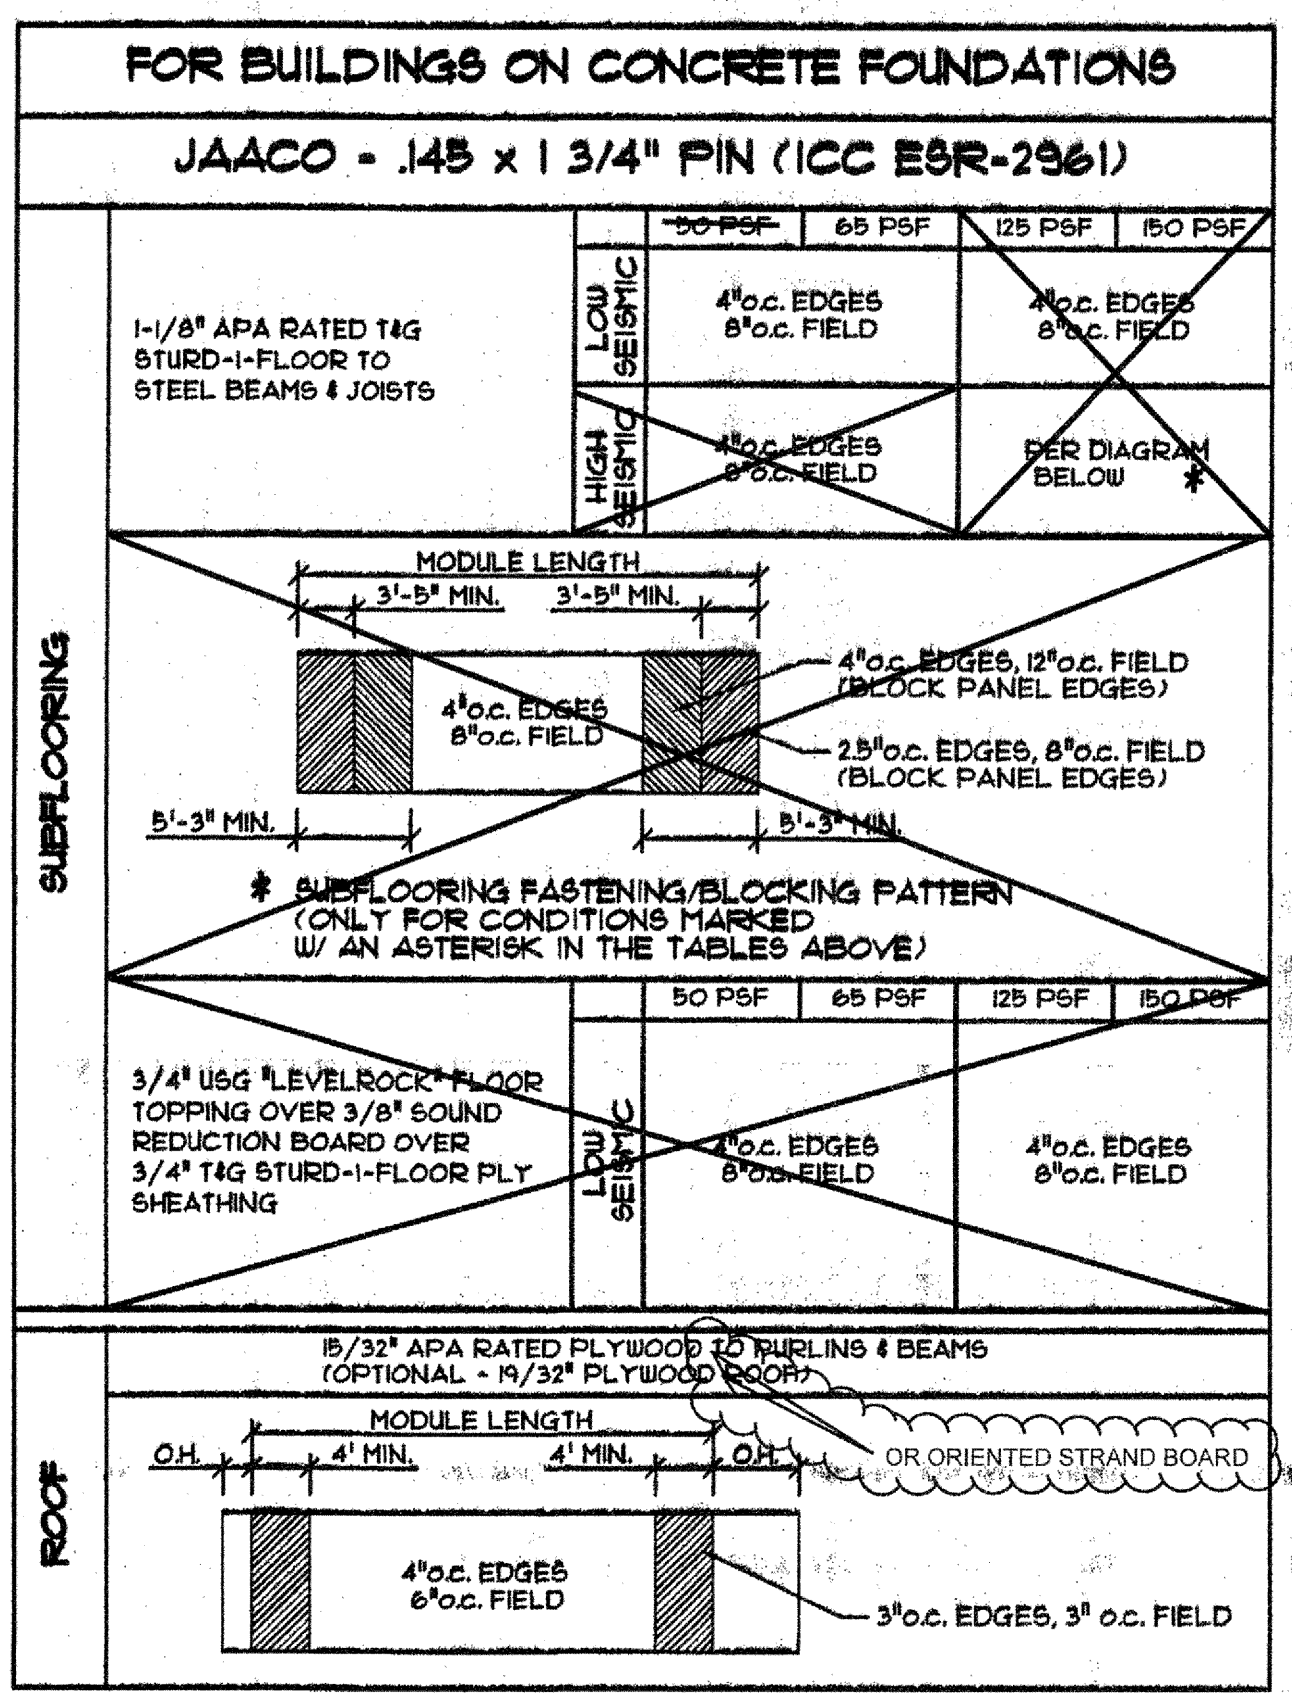 FOR BUILDINGS ON CONCRETE FOUNDATIONS
JAACO - .145 x 1 3/4" PIN (ICC ESR-2961)
SUBFLOORING
1-1/8" APA RATED T&G
STURD-I-FLOOR TO
STEEL BEAMS & JOISTS
50 PSF
65 PSF
125 PSF
150 PSF
LOW
SEISMIC
4"o.c. EDGES
8"o.c. FIELD
4"o.c. EDGES
8"o.c. FIELD
HIGH
SEISMIC
4"o.c. EDGES
8"o.c. FIELD
PER DIAGRAM
BELOW *
MODULE LENGTH
3'-5" MIN.
3'-5" MIN.
4"o.c. EDGES
8"o.c. FIELD
4"o.c. EDGES, 12"o.c. FIELD
(BLOCK PANEL EDGES)
2.5"o.c. EDGES, 8"o.c. FIELD
(BLOCK PANEL EDGES)
5'-3" MIN.
5'-3" MIN.
* SUBFLOORING FASTENING/BLOCKING PATTERN
(ONLY FOR CONDITIONS MARKED
W/ AN ASTERISK IN THE TABLES ABOVE)
50 PSF
65 PSF
125 PSF
150 PSF
3/4" USG "LEVELROCK" FLOOR
TOPPING OVER 3/8" SOUND
REDUCTION BOARD OVER
3/4" T&G STURD-I-FLOOR PLY
SHEATHING
LOW
SEISMIC
4"o.c. EDGES
8"o.c. FIELD
4"o.c. EDGES
8"o.c. FIELD
ROOF
15/32" APA RATED PLYWOOD TO PURLINS & BEAMS
(OPTIONAL - 19/32" PLYWOOD ROOF)
OR ORIENTED STRAND BOARD
MODULE LENGTH
O.H.
4' MIN.
4' MIN.
O.H.
4"o.c. EDGES
6"o.c. FIELD
3"o.c. EDGES, 3" o.c. FIELD